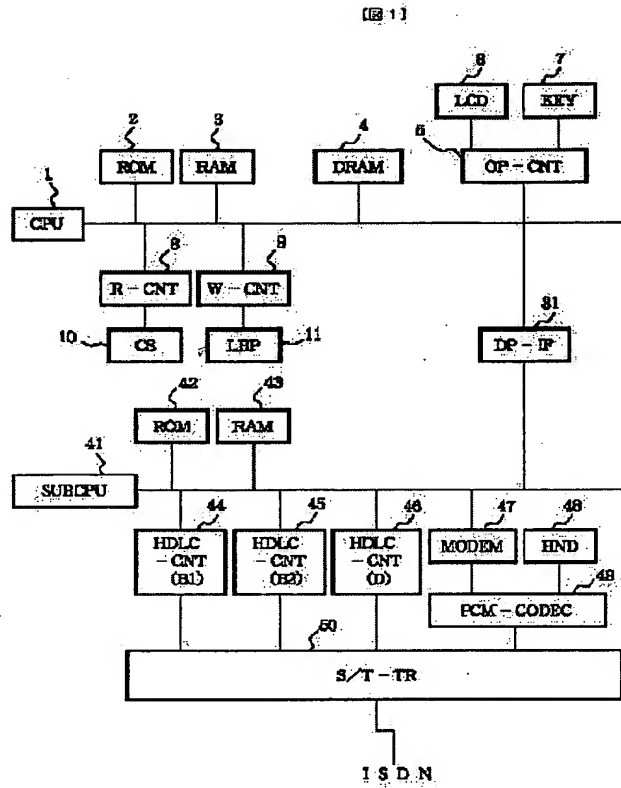 [図1]
6
7
LCD
KEY
2
3
4
5
ROM
RAM
DRAM
OP-CNT
1
CPU
8
9
R-CNT
W-CNT
31
10
CS
LBP
11
DP-IF
42
43
ROM
RAM
41
SUBCPU
44
45
46
47
48
HDLC
-CNT
(B1)
HDLC
-CNT
(B2)
HDLC
-CNT
(D)
MODEM
HND
49
PCM-CODEC
50
S/T-TR
ISDN